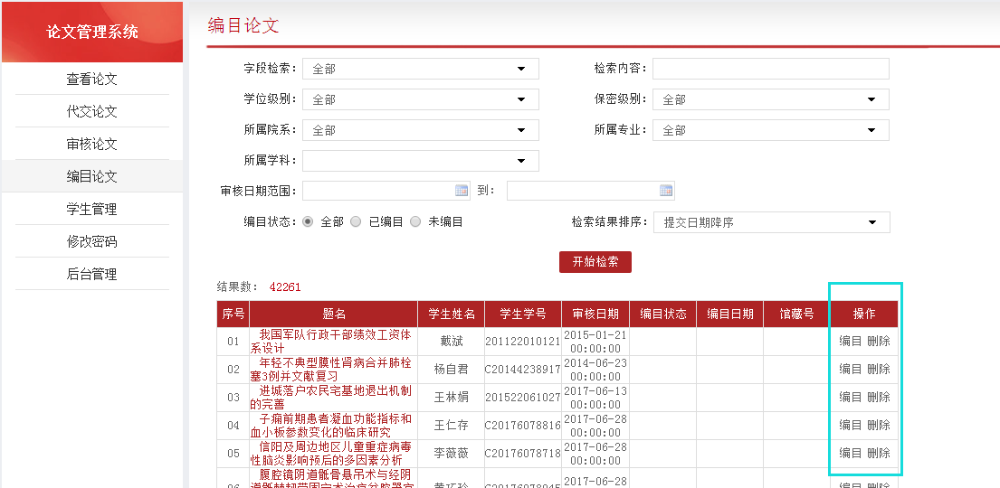 论文管理系统
查看论文
代交论文
审核论文
编目论文
学生管理
修改密码
后台管理
编目论文
字段检索： 全部 检索内容：
学位级别： 全部 保密级别： 全部
所属院系： 全部 所属专业： 全部
所属学科：
审核日期范围： 到：
编目状态： 全部 已编目 未编目 检索结果排序： 提交日期降序
开始检索
结果数： 42261
序号 题名 学生姓名 学生学号 审核日期 编目状态 编目日期 馆藏号 操作
01 我国军队行政干部绩效工资体系设计 戴斌 201122010121 2015-01-21 00:00:00 编目 删除
02 年轻不典型膜性肾病合并肺栓塞3例并文献复习 杨自君 C20144238917 2014-06-23 00:00:00 编目 删除
03 进城落户农民宅基地退出机制的完善 王林娟 201522061027 2017-06-13 00:00:00 编目 删除
04 子痫前期患者凝血功能指标和血小板参数变化的临床研究 王仁存 C20176078816 2017-06-28 00:00:00 编目 删除
05 信阳及周边地区儿童重症病毒性脑炎影响预后的多因素分析 李薇薇 C20176078718 2017-06-28 00:00:00 编目 删除
腹腔镜阴道骶骨悬吊术与经阴 2017-06-28